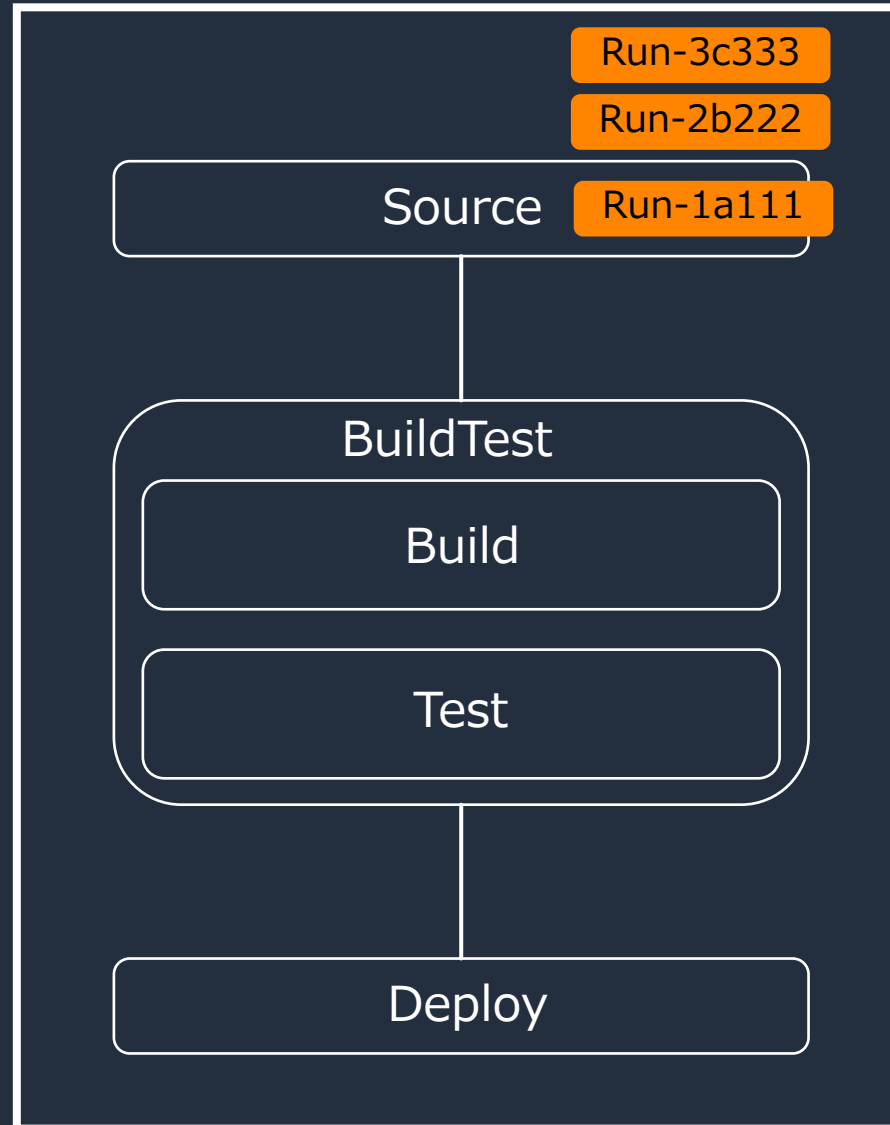 Run-3c333
Run-2b222
Source
Run-1a111
BuildTest
Build
Test
Deploy